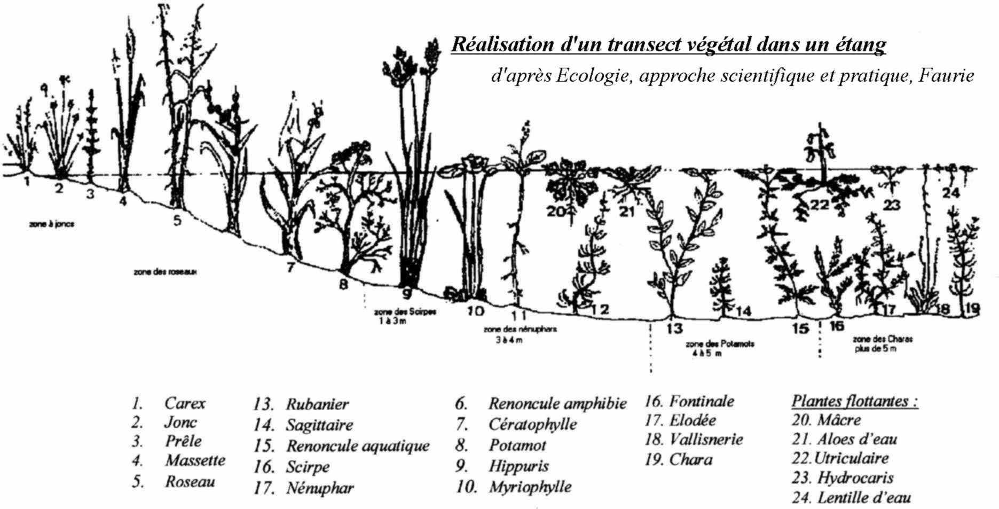 Réalisation d'un transect végétal dans un étang
d'après Ecologie, approche scientifique et pratique, Faurie
1
2
3
4
5
7
8
9
10
11
12
13
14
15
16
17
18
19
20
21
22
23
24
zone à joncs
zone des roseaux
zone des Scirpes
1 à 3 m
zone des nénuphars
3 à 4 m
zone des Potamots
4 à 5 m
zone des Charas
plus de 5 m
1. Carex
2. Jonc
3. Prêle
4. Massette
5. Roseau
13. Rubanier
14. Sagittaire
15. Renoncule aquatique
16. Scirpe
17. Nénuphar
6. Renoncule amphibie
7. Cératophylle
8. Potamot
9. Hippuris
10. Myriophylle
16. Fontinale
17. Elodée
18. Vallisnerie
19. Chara
Plantes flottantes :
20. Mâcre
21. Aloes d'eau
22. Utriculaire
23. Hydrocaris
24. Lentille d'eau